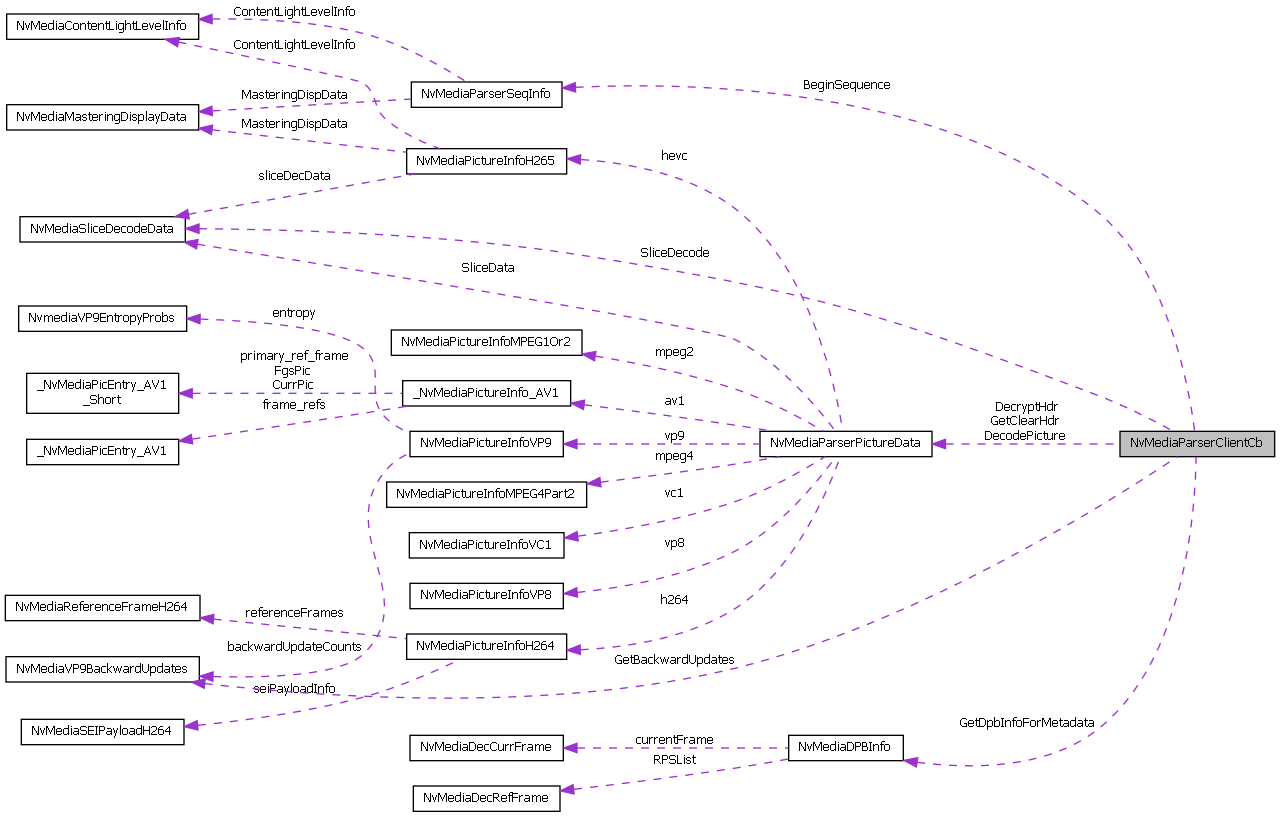 ContentLightLevelInfo
NvMediaContentLightLevelInfo
ContentLightLevelInfo
BeginSequence
NvMediaParserSeqInfo
MasteringDispData
NvMediaMasteringDisplayData
MasteringDispData
hevc
NvMediaPictureInfoH265
sliceDecData
NvMediaSliceDecodeData
SliceDecode
SliceData
entropy
NvmediaVP9EntropyProbs
NvMediaPictureInfoMPEG1Or2
mpeg2
primary_ref_frame
FgsPic
CurrPic
_NvMediaPicEntry_AV1
_Short
_NvMediaPictureInfo_AV1
av1
frame_refs
DecryptHdr
GetClearHdr
DecodePicture
vp9
NvMediaPictureInfoVP9
NvMediaParserPictureData
NvMediaParserClientCb
_NvMediaPicEntry_AV1
mpeg4
NvMediaPictureInfoMPEG4Part2
vc1
NvMediaPictureInfoVC1
vp8
NvMediaPictureInfoVP8
h264
NvMediaReferenceFrameH264
referenceFrames
NvMediaPictureInfoH264
backwardUpdateCounts
GetBackwardUpdates
NvMediaVP9BackwardUpdates
seiPayloadInfo
NvMediaSEIPayloadH264
GetDpbInfoForMetadata
currentFrame
NvMediaDecCurrFrame
NvMediaDPBInfo
RPSList
NvMediaDecRefFrame